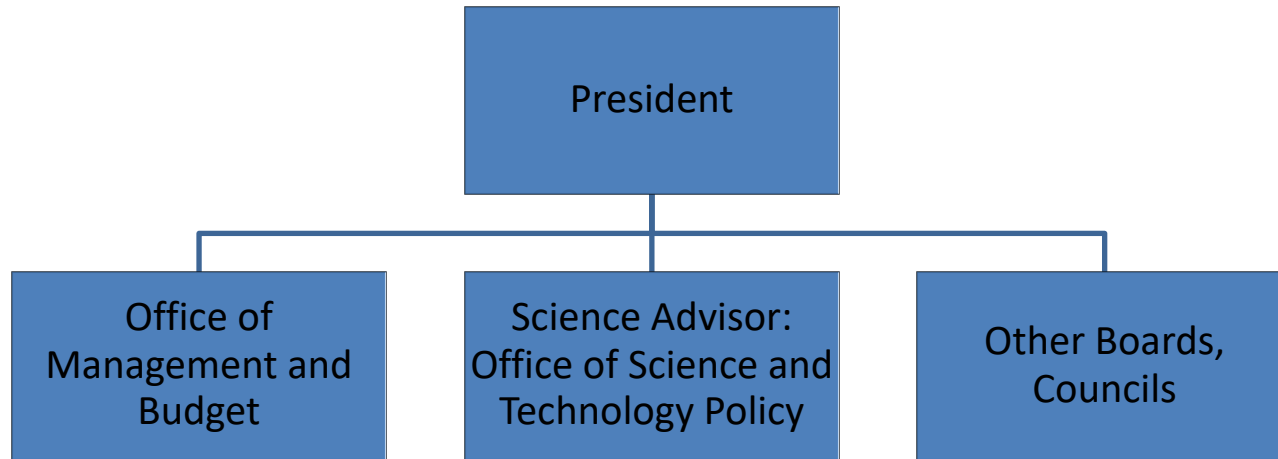 President
Office of
Management and
Budget
Science Advisor:
Office of Science and
Technology Policy
Other Boards,
Councils